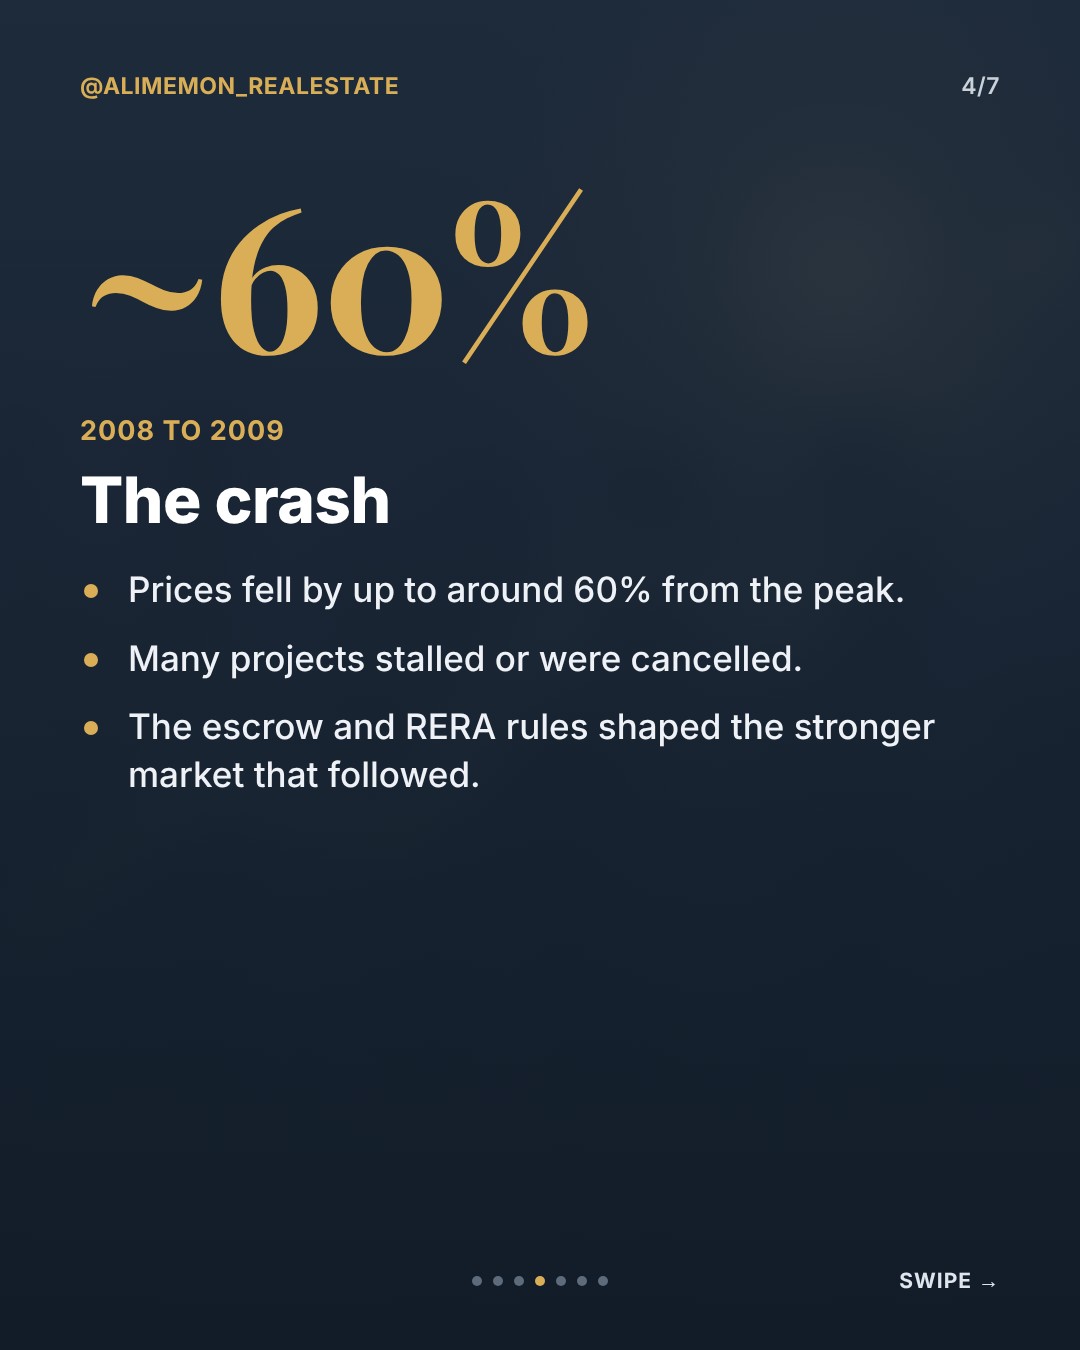 @ALIMEMON_REALESTATE
4/7
~60%
2008 TO 2009
The crash
• Prices fell by up to around 60% from the peak.
• Many projects stalled or were cancelled.
• The escrow and RERA rules shaped the stronger
market that followed.
SWIPE →